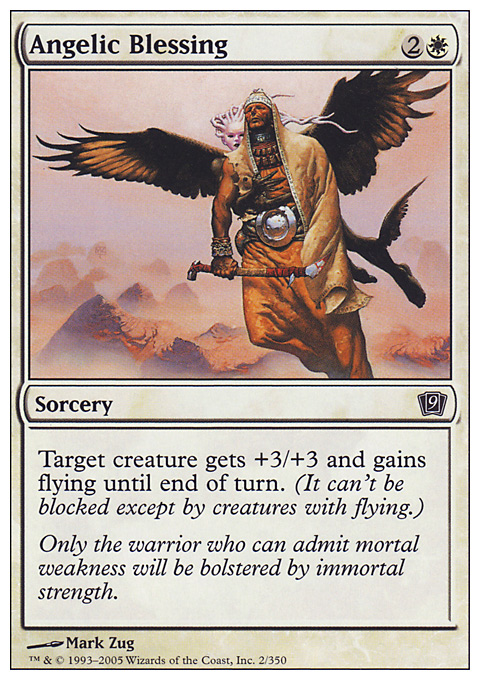 Angelic Blessing 2
Sorcery 9
Target creature gets +3/+3 and gains
flying until end of turn. (It can't be
blocked except by creatures with flying.)
Only the warrior who can admit mortal
weakness will be bolstered by immortal
strength.
Mark Zug
™ & © 1993–2005 Wizards of the Coast, Inc. 2/350